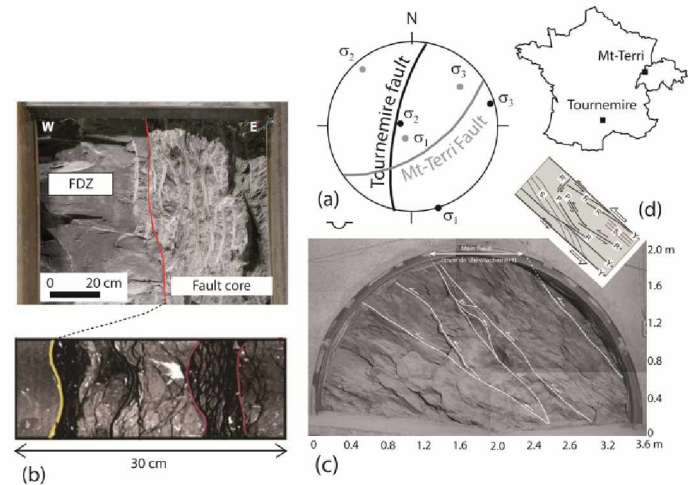 N
σ2
σ3
Tournemire fault
σ2
σ3
σ1
Mt-Terri Fault
σ1
(a)
Mt-Terri
Tournemire
W
E
FDZ
0
20 cm
Fault core
30 cm
(b)
(d)
Main Fault
2.0 m
1.6
1.2
0.8
0.4
0
0
0.4
0.8
1.2
1.6
2.0
2.4
2.8
3.2
3.6 m
(c)